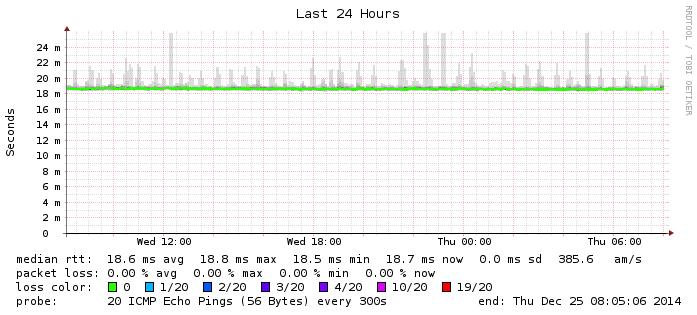 Last 24 Hours
RRDTOOL / TOBI OETIKER
Seconds
24 m
22 m
20 m
18 m
16 m
14 m
12 m
10 m
8 m
6 m
4 m
2 m
0
Wed 12:00 Wed 18:00 Thu 00:00 Thu 06:00
median rtt: 18.6 ms avg 18.8 ms max 18.5 ms min 18.7 ms now 0.0 ms sd 385.6 am/s
packet loss: 0.00 % avg 0.00 % max 0.00 % min 0.00 % now
loss color: 0 1/20 2/20 3/20 4/20 10/20 19/20
probe: 20 ICMP Echo Pings (56 Bytes) every 300s end: Thu Dec 25 08:05:06 2014